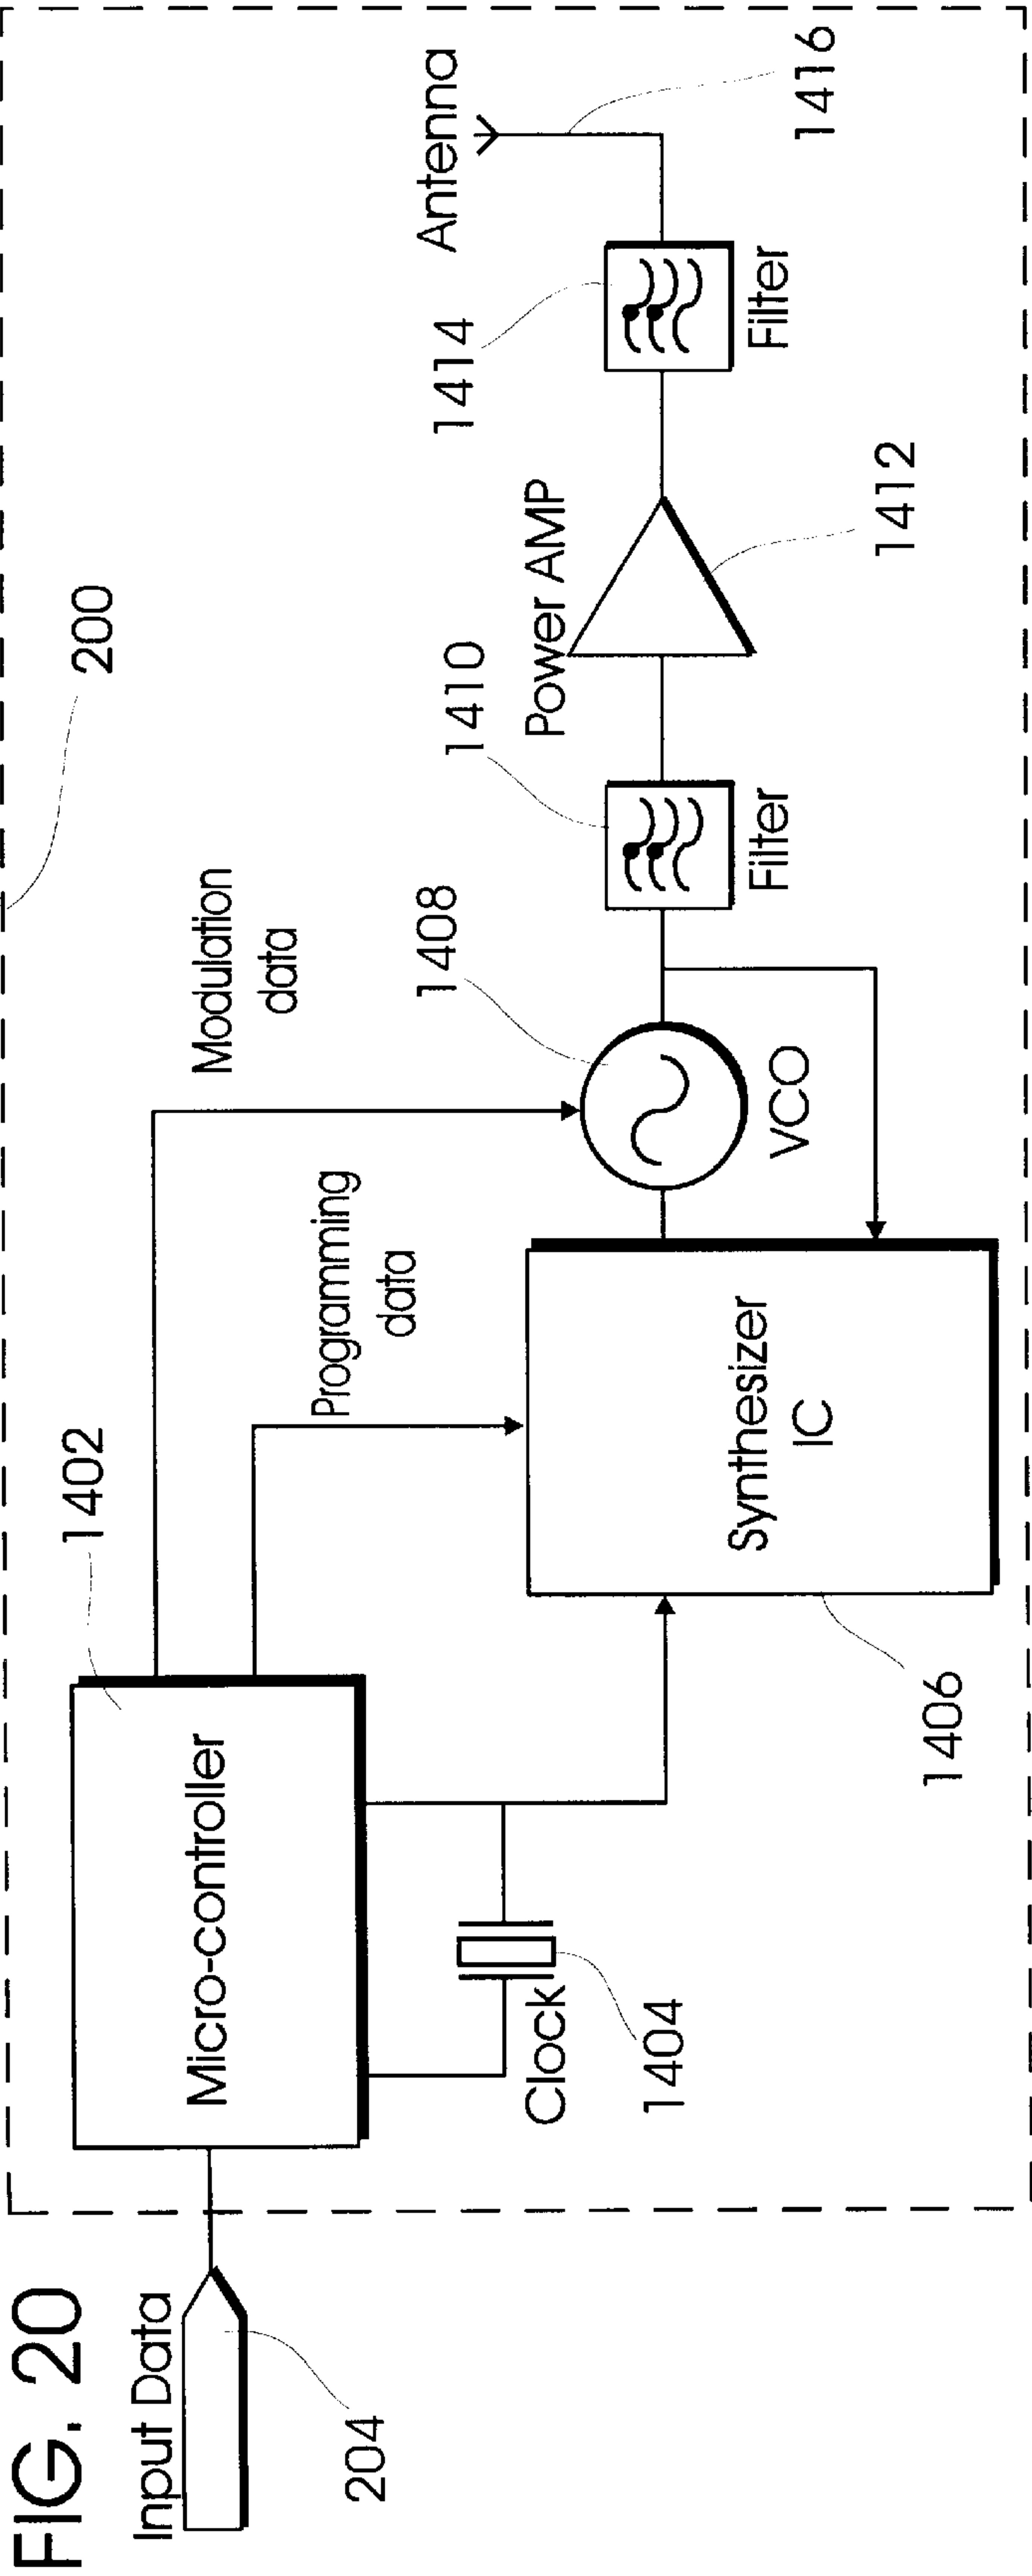 FIG. 20
200
Input Data
204
1402
Micro-controller
Modulation
data
Programming
data
Clock
1404
Synthesizer
IC
1406
1408
VCO
1410
Filter
Power AMP
1412
1414
Filter
Antenna
1416